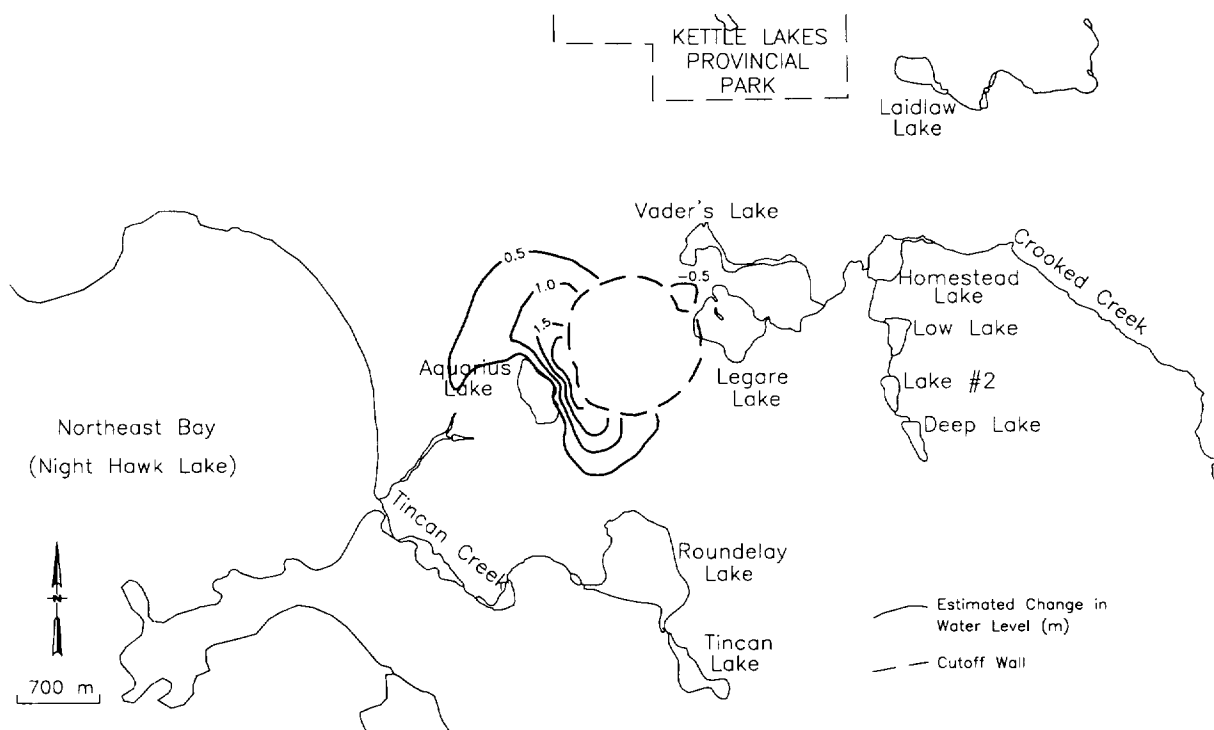 KETTLE LAKES
PROVINCIAL
PARK
Laidlaw
Lake
Vader's Lake
0.5
-0.5
1.0
1.5
Crooked Creek
Homestead
Lake
Low Lake
Aquarius
Lake
Legare
Lake
Lake #2
Deep Lake
Northeast Bay
(Night Hawk Lake)
Tincan Creek
Roundelay
Lake
Tincan
Lake
N
Estimated Change in
Water Level (m)
Cutoff Wall
700 m